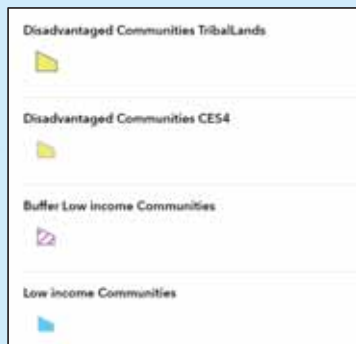 Disadvantaged Communities TribalLands
Disadvantaged Communities CES4
Buffer Low income Communities
Low income Communities